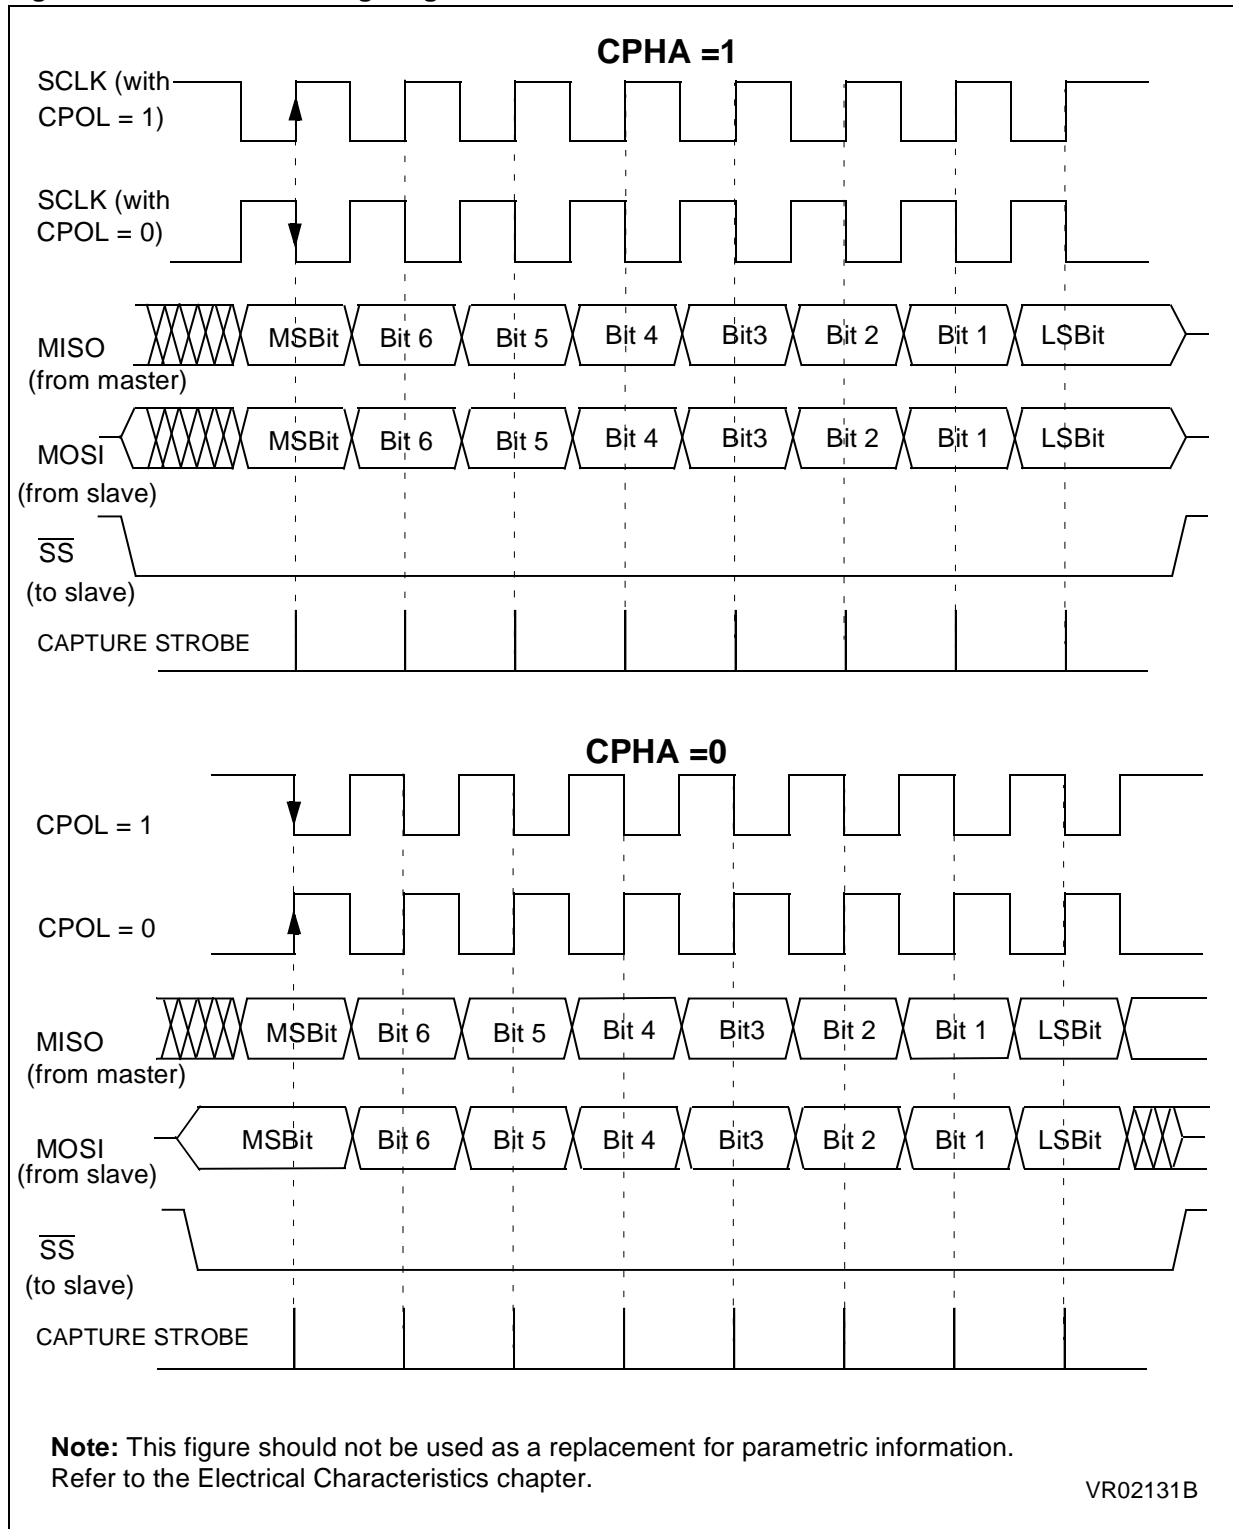 CPHA =1
SCLK (with
CPOL = 1)
SCLK (with
CPOL = 0)
MSBit Bit 6 Bit 5 Bit 4 Bit3 Bit 2 Bit 1 LSBit
MISO
(from master)
MSBit Bit 6 Bit 5 Bit 4 Bit3 Bit 2 Bit 1 LSBit
MOSI
(from slave)
SS
(to slave)
CAPTURE STROBE
CPHA =0
CPOL = 1
CPOL = 0
MSBit Bit 6 Bit 5 Bit 4 Bit3 Bit 2 Bit 1 LSBit
MISO
(from master)
MSBit Bit 6 Bit 5 Bit 4 Bit3 Bit 2 Bit 1 LSBit
MOSI
(from slave)
SS
(to slave)
CAPTURE STROBE
Note: This figure should not be used as a replacement for parametric information.
Refer to the Electrical Characteristics chapter.
VR02131B